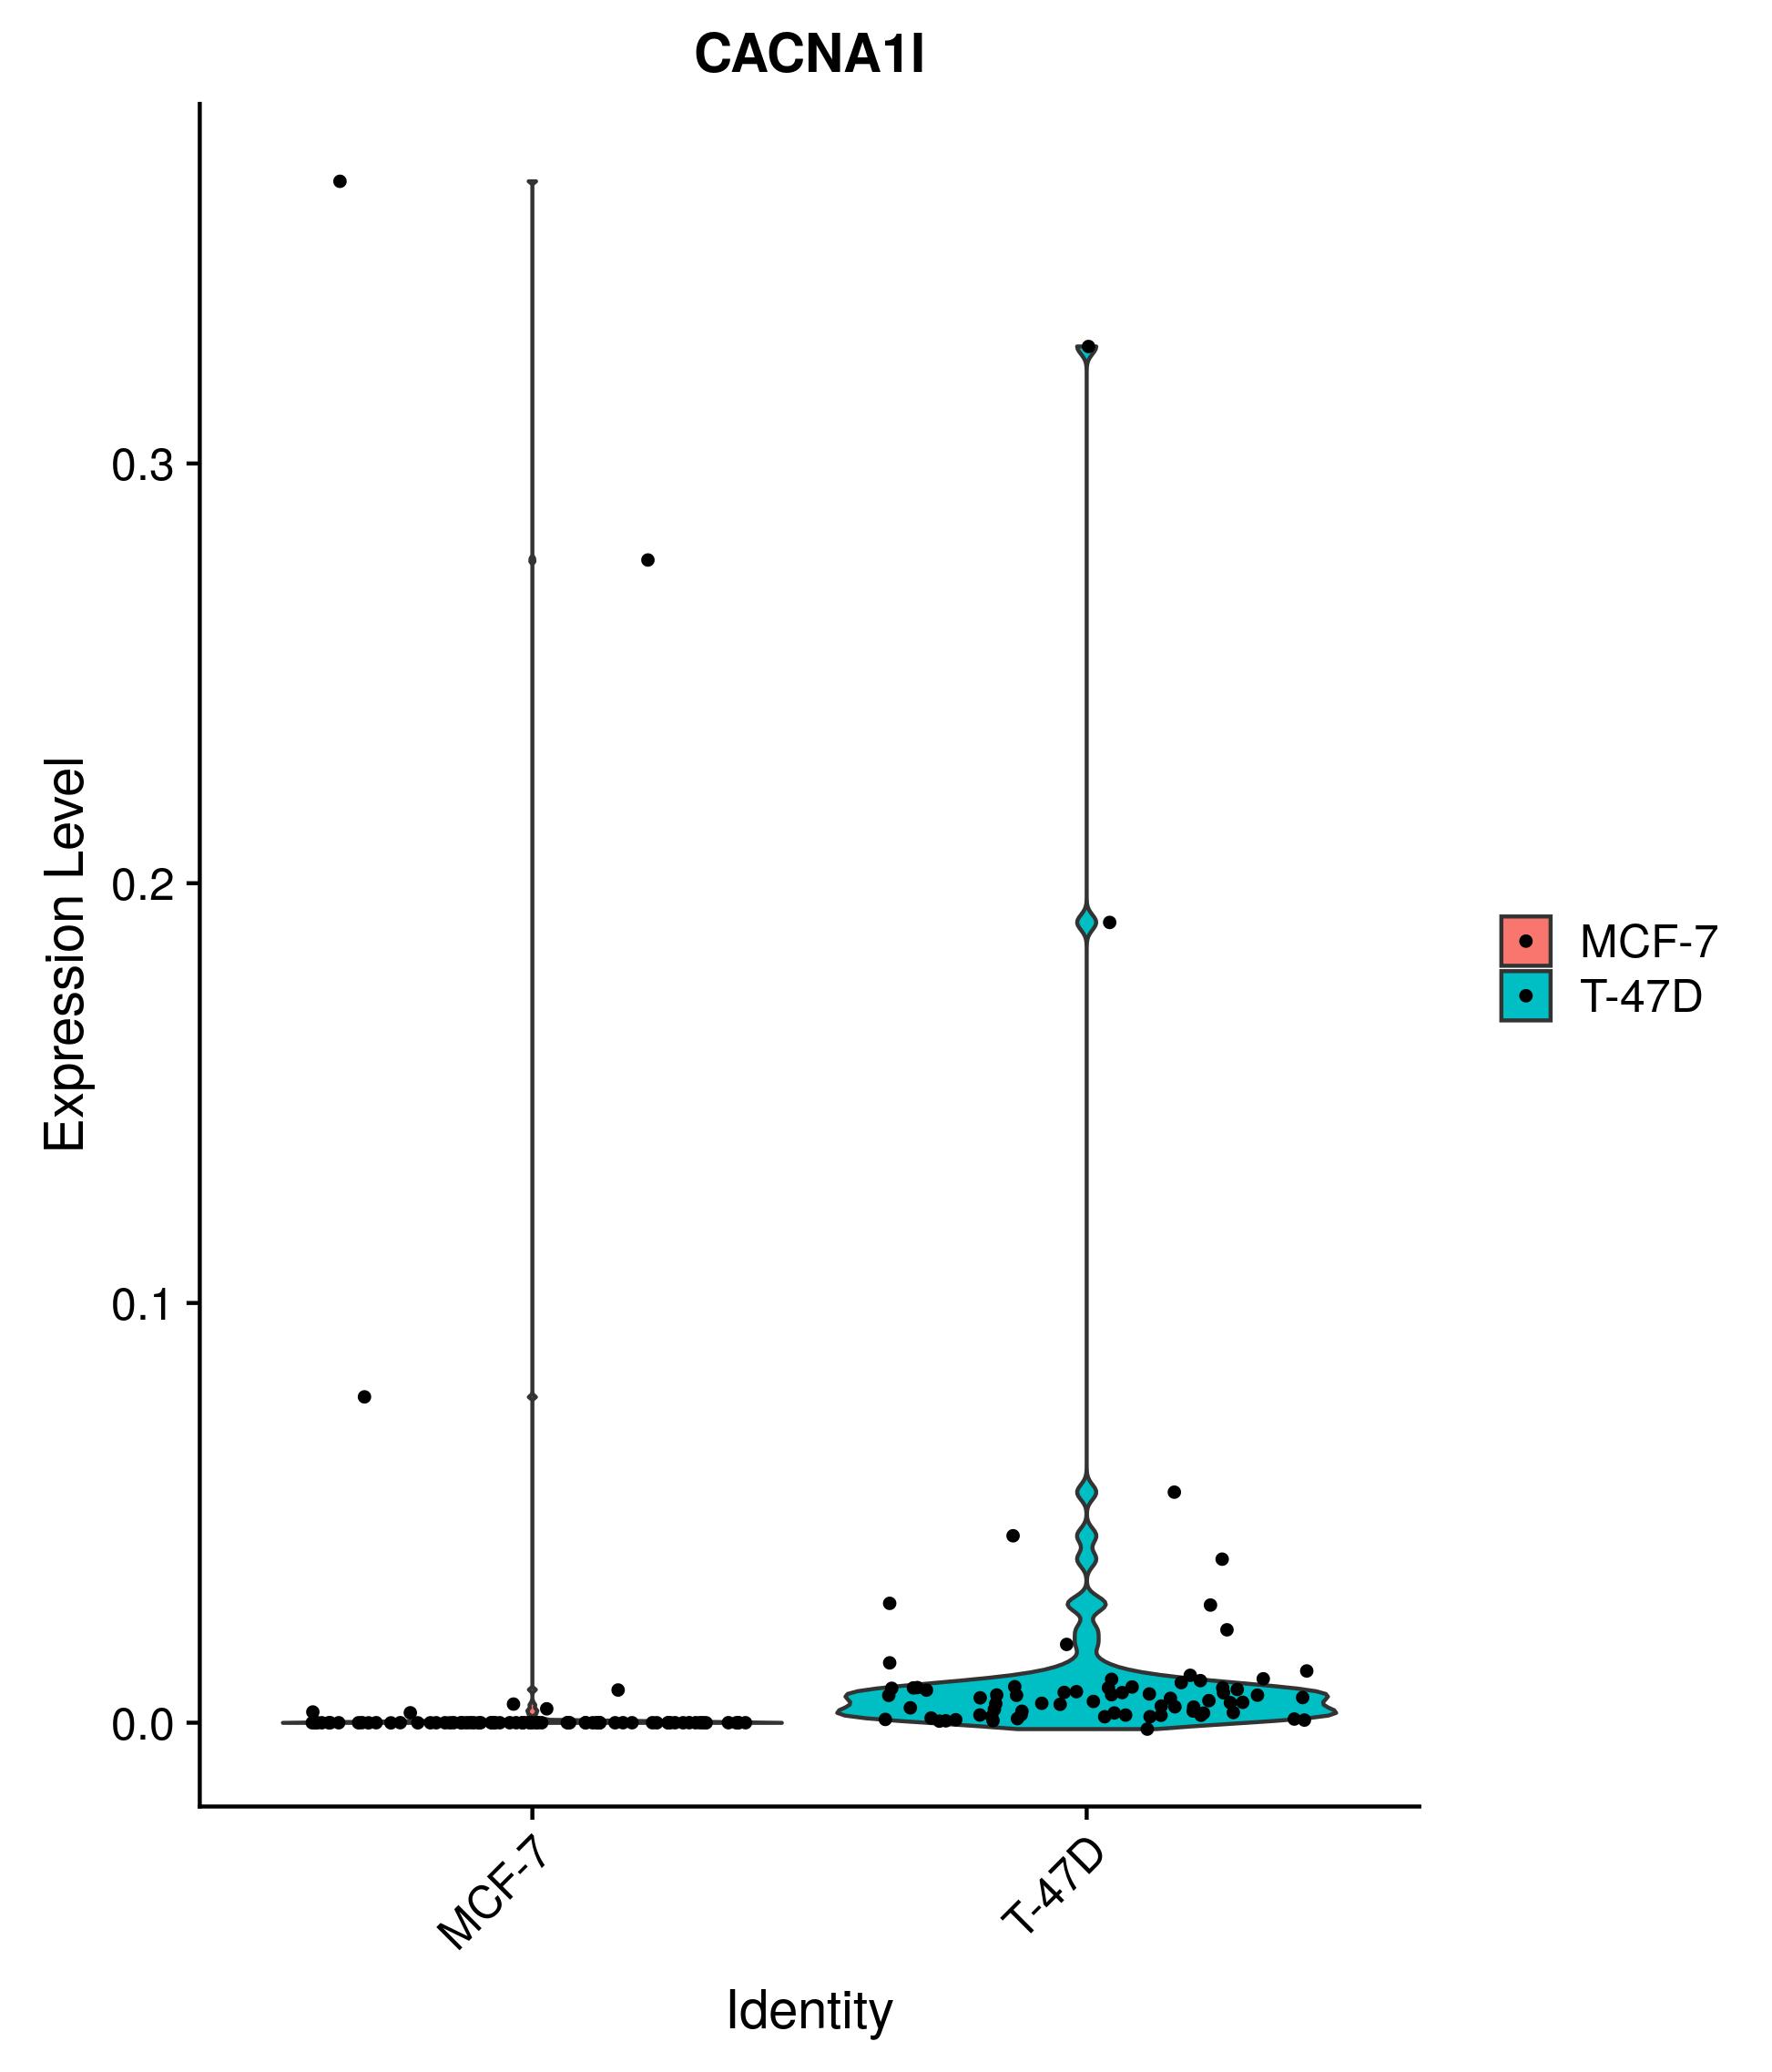 CACNA1I
Expression Level
0.3
0.2
0.1
0.0
MCF-7
T-47D
Identity
MCF-7
T-47D